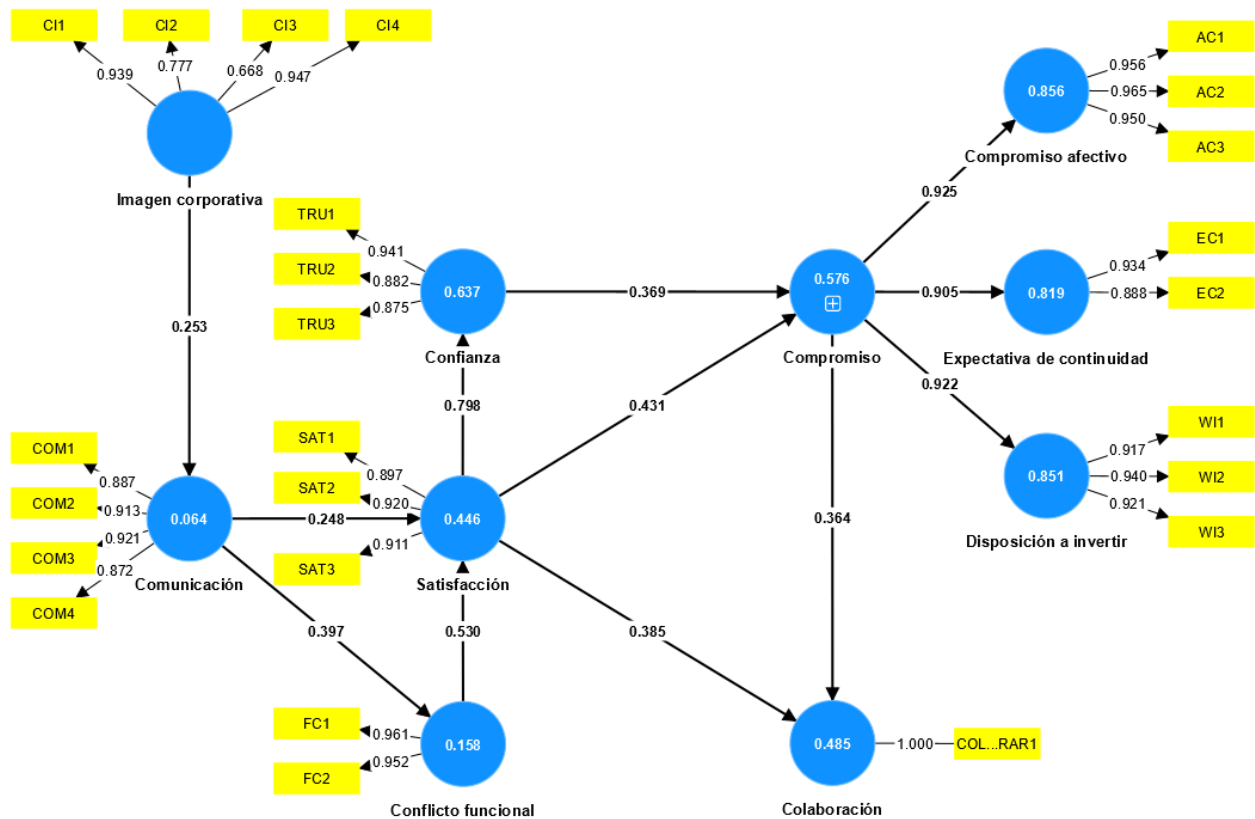 CI1
CI2
CI3
CI4
0.939
0.777
0.668
0.947
Imagen corporativa
0.253
COM1
COM2
COM3
COM4
0.887
0.913
0.921
0.872
0.064
Comunicación
0.248
0.397
TRU1
TRU2
TRU3
0.941
0.882
0.875
0.637
Confianza
0.369
0.798
SAT1
SAT2
SAT3
0.897
0.920
0.911
0.446
Satisfacción
0.431
0.385
0.530
FC1
FC2
0.961
0.952
0.158
Conflicto funcional
0.576
Compromiso
0.925
0.905
0.922
0.364
0.856
Compromiso afectivo
0.956
0.965
0.950
AC1
AC2
AC3
0.819
Expectativa de continuidad
0.934
0.888
EC1
EC2
0.851
Disposición a invertir
0.917
0.940
0.921
WI1
WI2
WI3
0.485
Colaboración
1.000
COL...RAR1